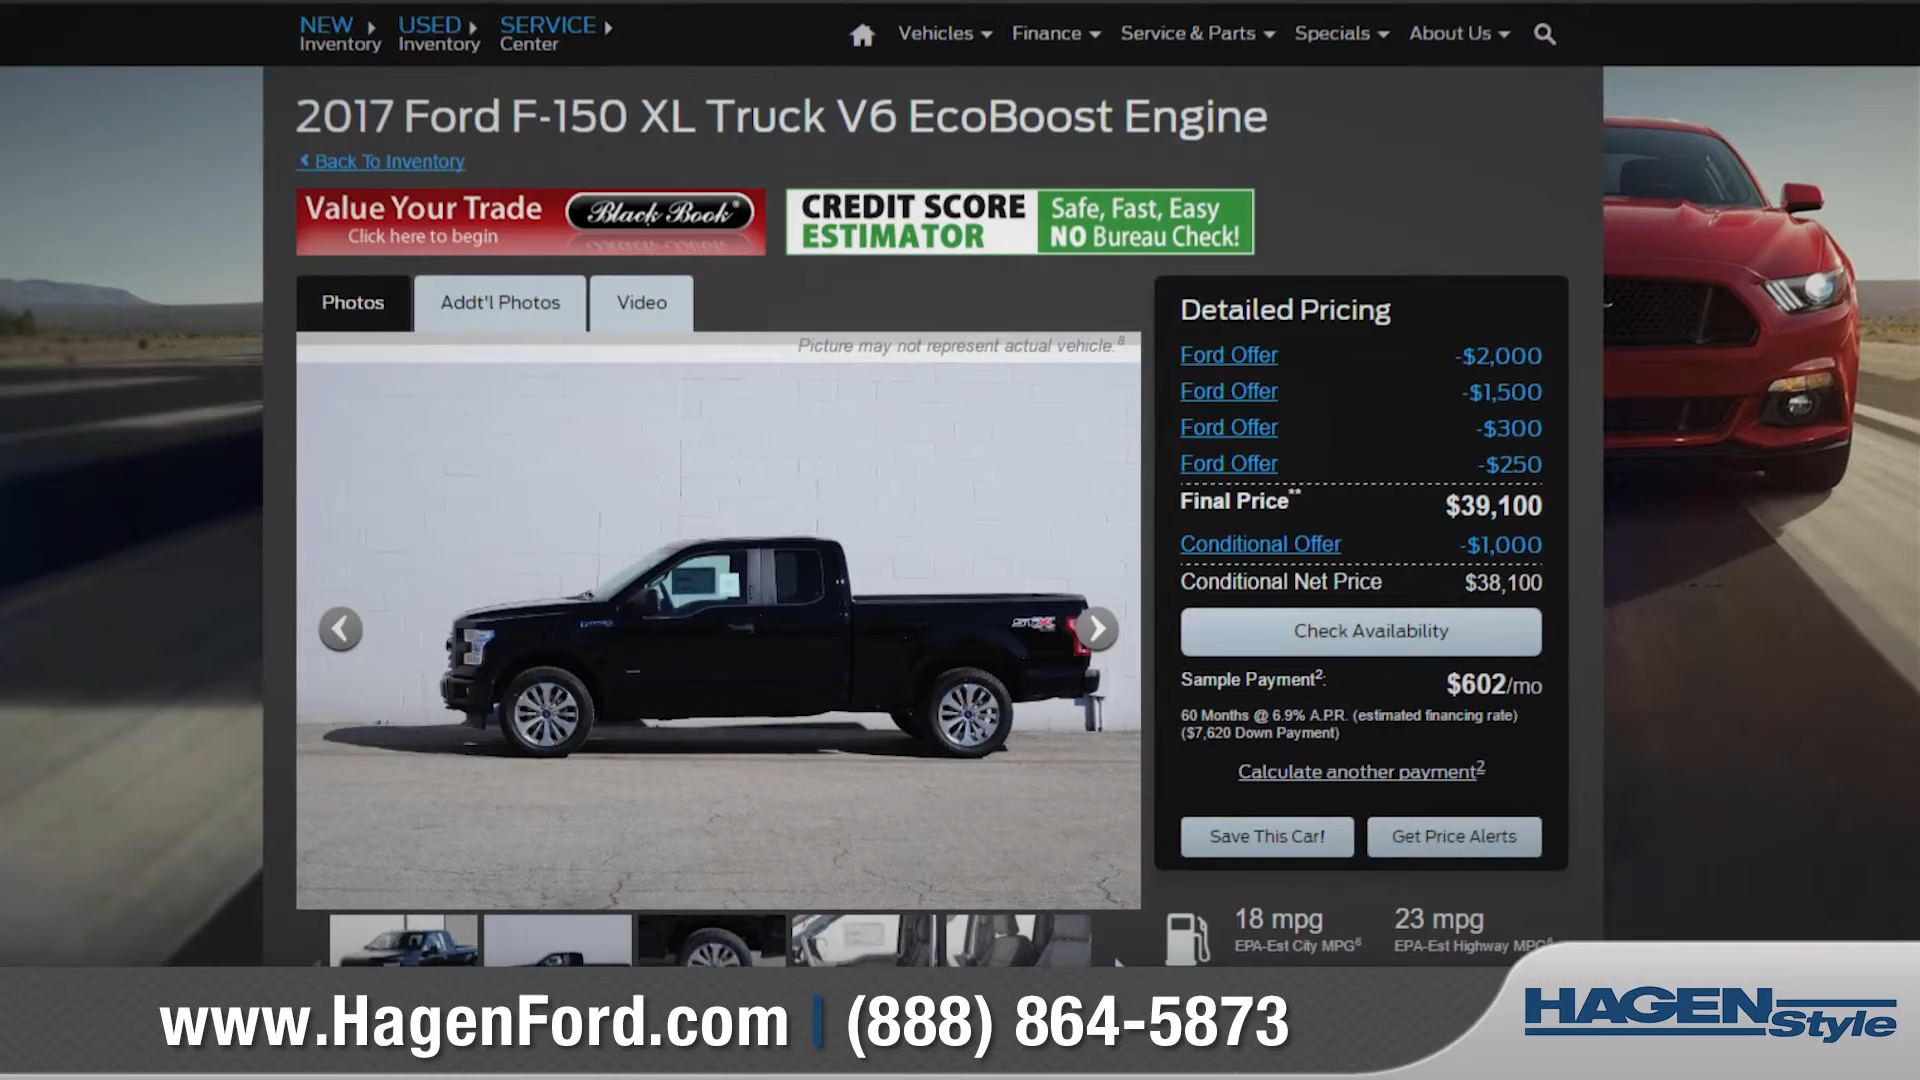 NEW
Inventory
USED
Inventory
SERVICE
Center
Vehicles
Finance
Service & Parts
Specials
About Us
2017 Ford F-150 XL Truck V6 EcoBoost Engine
Back To Inventory
Value Your Trade
Click here to begin
Black Book®
CREDIT SCORE
ESTIMATOR
Safe, Fast, Easy
NO Bureau Check!
Photos
Addt'l Photos
Video
Picture may not represent actual vehicle.8
Detailed Pricing
Ford Offer -$2,000
Ford Offer -$1,500
Ford Offer -$300
Ford Offer -$250
Final Price** $39,100
Conditional Offer -$1,000
Conditional Net Price $38,100
Check Availability
Sample Payment2: $602/mo
60 Months @ 6.9% A.P.R. (estimated financing rate)
($7,620 Down Payment)
Calculate another payment2
Save This Car!
Get Price Alerts
18 mpg
EPA-Est City MPG6
23 mpg
EPA-Est Highway MPG6
www.HagenFord.com | (888) 864-5873
HAGEN
Style